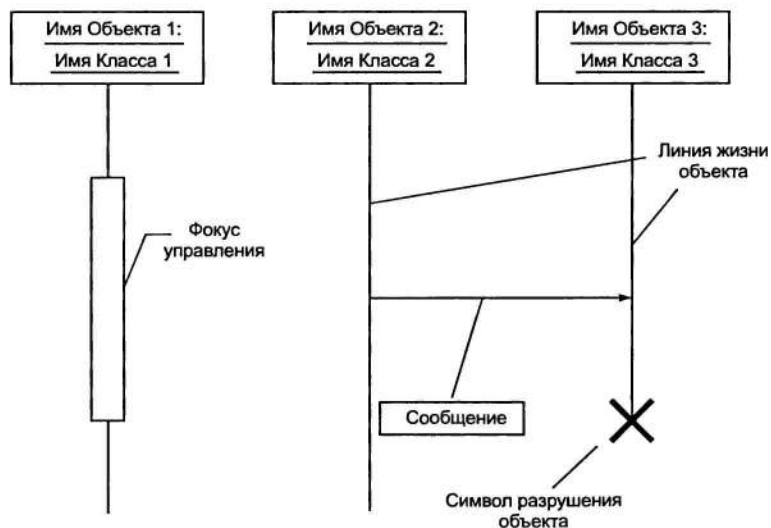 Имя Объекта 1:
Имя Класса 1
Имя Объекта 2:
Имя Класса 2
Имя Объекта 3:
Имя Класса 3
Линия жизни
объекта
Фокус
управления
Сообщение
Символ разрушения
объекта